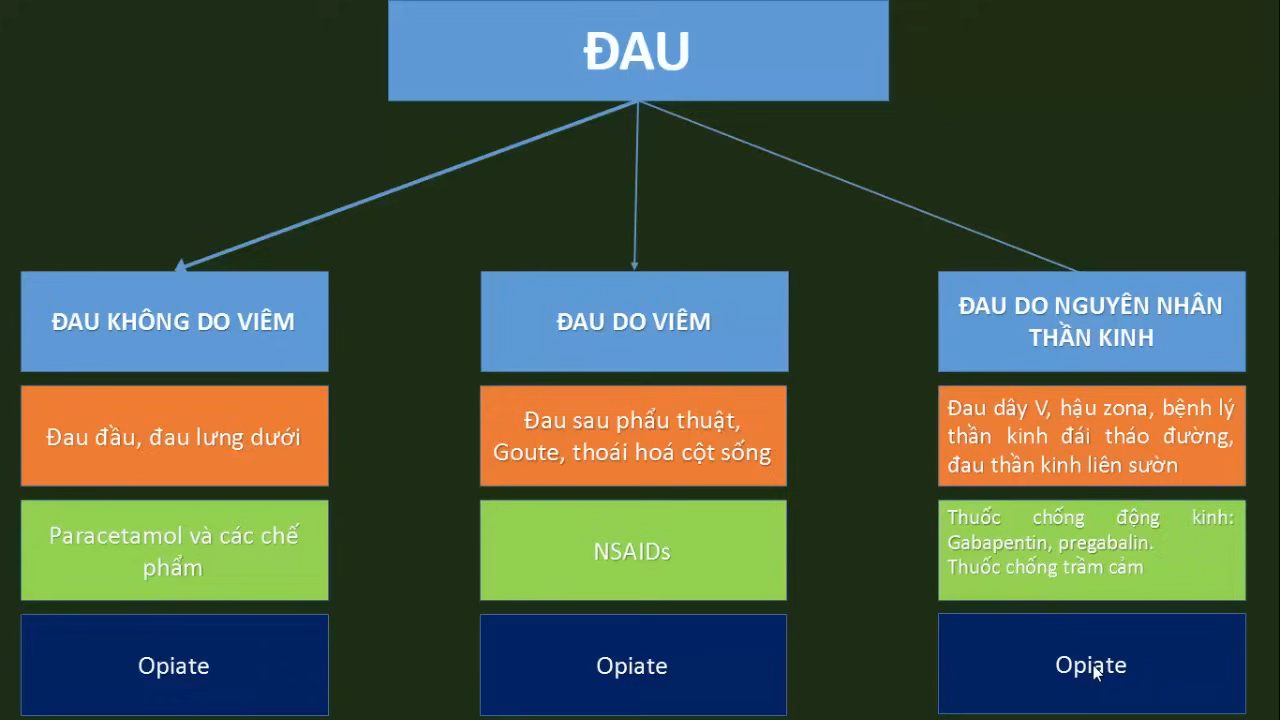 ĐAU
ĐAU KHÔNG DO VIÊM
Đau đầu, đau lưng dưới
Paracetamol và các chế
phẩm
Opiate
ĐAU DO VIÊM
Đau sau phẩu thuật,
Goute, thoái hoá cột sống
NSAIDs
Opiate
ĐAU DO NGUYÊN NHÂN
THẦN KINH
Đau dây V, hậu zona, bệnh lý
thần kinh đái tháo đường,
đau thần kinh liên sườn
Thuốc chống động kinh:
Gabapentin, pregabalin.
Thuốc chống trầm cảm
Opiate